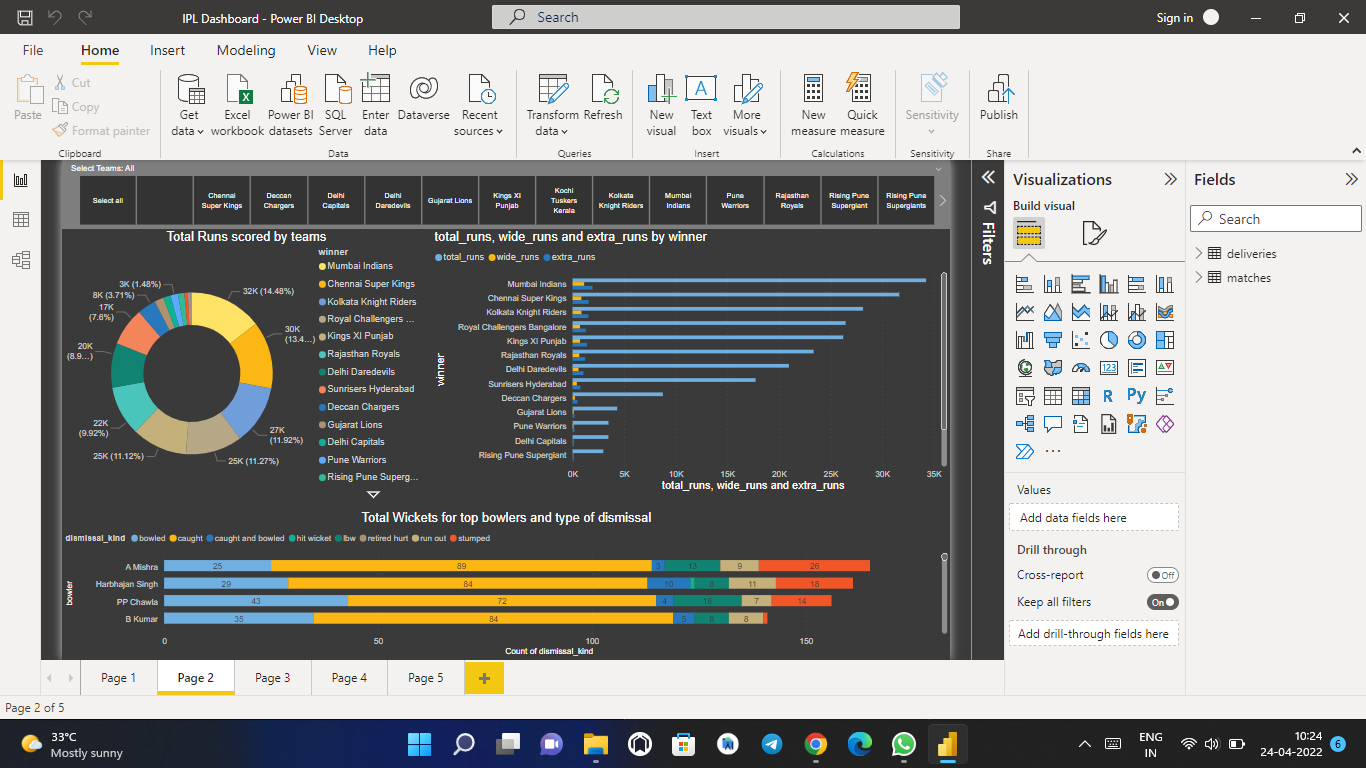 IPL Dashboard - Power BI Desktop
Search
Sign in
File Home Insert Modeling View Help
Paste
Cut
Copy
Format painter
Clipboard
Get data
Excel workbook
Power BI datasets
SQL Server
Enter data
Dataverse
Recent sources
Data
Transform data
Refresh
Queries
New visual
Text box
More visuals
Insert
New measure
Quick measure
Calculations
Sensitivity
Sensitivity
Publish
Share
Select Teams: All
Select all
Chennai Super Kings
Deccan Chargers
Delhi Capitals
Delhi Daredevils
Gujarat Lions
Kings XI Punjab
Kochi Tuskers Kerala
Kolkata Knight Riders
Mumbai Indians
Pune Warriors
Rajasthan Royals
Rising Pune Supergiant
Rising Pune Supergiants
Total Runs scored by teams
32K (14.48%)
30K (13.4...)
27K (11.92%)
25K (11.27%)
25K (11.12%)
22K (9.92%)
20K (8.9...)
17K (7.6%)
8K (3.71%)
3K (1.48%)
winner
Mumbai Indians
Chennai Super Kings
Kolkata Knight Riders
Royal Challengers ...
Kings XI Punjab
Rajasthan Royals
Delhi Daredevils
Sunrisers Hyderabad
Deccan Chargers
Gujarat Lions
Delhi Capitals
Pune Warriors
Rising Pune Superg...
total_runs, wide_runs and extra_runs by winner
total_runs wide_runs extra_runs
winner
Mumbai Indians
Chennai Super Kings
Kolkata Knight Riders
Royal Challengers Bangalore
Kings XI Punjab
Rajasthan Royals
Delhi Daredevils
Sunrisers Hyderabad
Deccan Chargers
Gujarat Lions
Pune Warriors
Delhi Capitals
Rising Pune Supergiant
0K 5K 10K 15K 20K 25K 30K 35K
total_runs, wide_runs and extra_runs
Total Wickets for top bowlers and type of dismissal
dismissal_kind bowled caught caught and bowled hit wicket lbw retired hurt run out stumped
bowler
A Mishra 25 89 3 13 9 26
Harbhajan Singh 29 84 10 8 11 18
PP Chawla 43 72 4 16 7 14
B Kumar 35 84 5 8 8
0 50 100 150
Count of dismissal_kind
Filters
Visualizations
Build visual
Values
Add data fields here
Drill through
Cross-report Off
Keep all filters On
Add drill-through fields here
Fields
Search
deliveries
matches
Page 1 Page 2 Page 3 Page 4 Page 5
Page 2 of 5
33°C
Mostly sunny
ENG
IN
10:24
24-04-2022
6